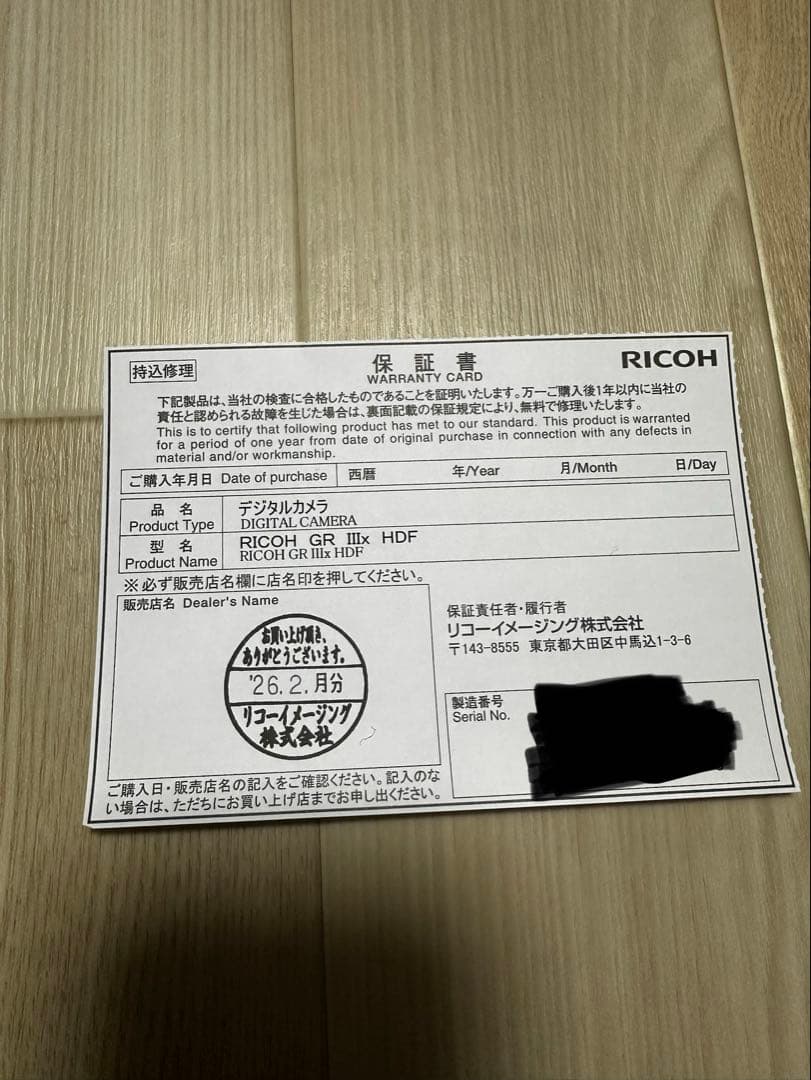 持込修理
保証書
WARRANTY CARD
RICOH
下記製品は、当社の検査に合格したものであることを証明いたします。万一ご購入後1年以内に当社の
責任と認められる故障を生じた場合は、裏面記載の保証規定により、無料で修理いたします。
This is to certify that following product has met to our standard. This product is warranted
for a period of one year from date of original purchase in connection with any defects in
material and/or workmanship.
ご購入年月日 Date of purchase 西暦 年/Year 月/Month 日/Day
品名 デジタルカメラ
Product Type DIGITAL CAMERA
型名 RICOH GR IIIx HDF
Product Name RICOH GR IIIx HDF
※必ず販売店名欄に店名印を押してください。
販売店名 Dealer's Name
お買い上げ頂き、
ありがとうございます。
'26.2.月分
リコーイメージング
株式会社
保証責任者・履行者
リコーイメージング株式会社
〒143-8555 東京都大田区中馬込1-3-6
製造番号
Serial No.
ご購入日・販売店名の記入をご確認ください。記入のな
い場合は、ただちにお買い上げ店までお申し出ください。